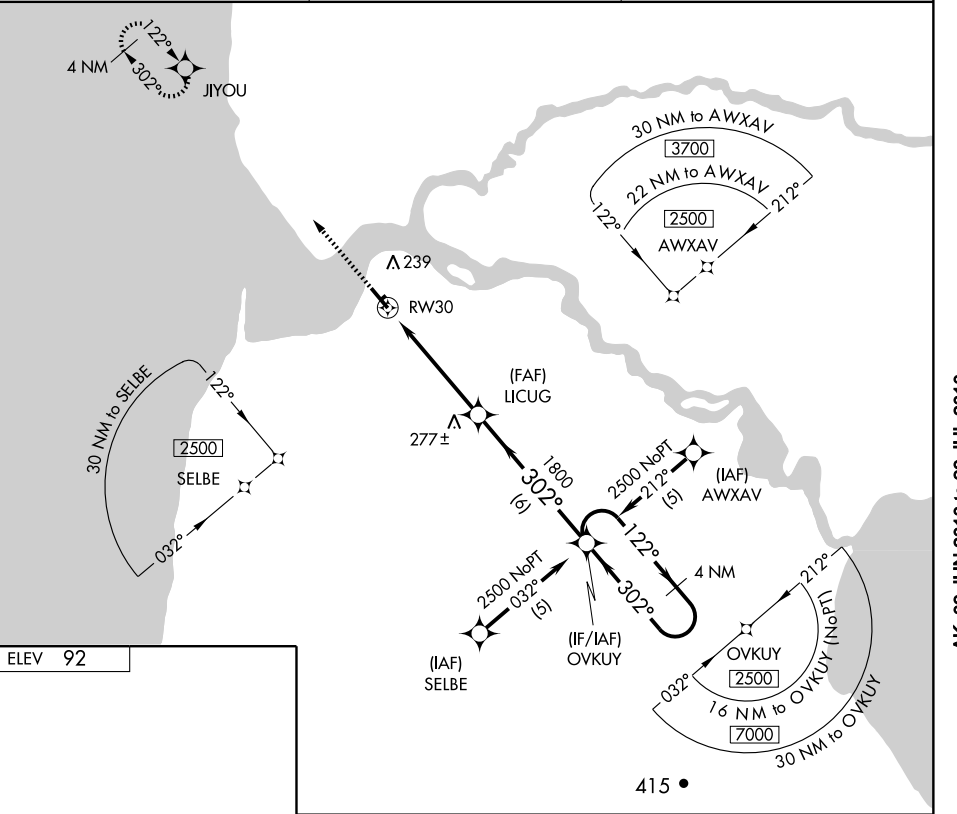 122°
4 NM
302°
JIYOU
30 NM to AWXAV
3700
22 NM to AWXAV
122°
212°
2500
AWXAV
239
RW30
(FAF)
LICUG
277±
30 NM to SELBE
122°
2500
SELBE
032°
1800
302°
(6)
2500 NoPT
212°
(5)
(IAF)
AWXAV
122°
4 NM
302°
2500 NoPT
032°
(5)
(IAF)
SELBE
(IF/IAF)
OVKUY
212°
OVKUY
2500
032°
16 NM to OVKUY (NoPT)
7000
30 NM to OVKUY
415
ELEV 92